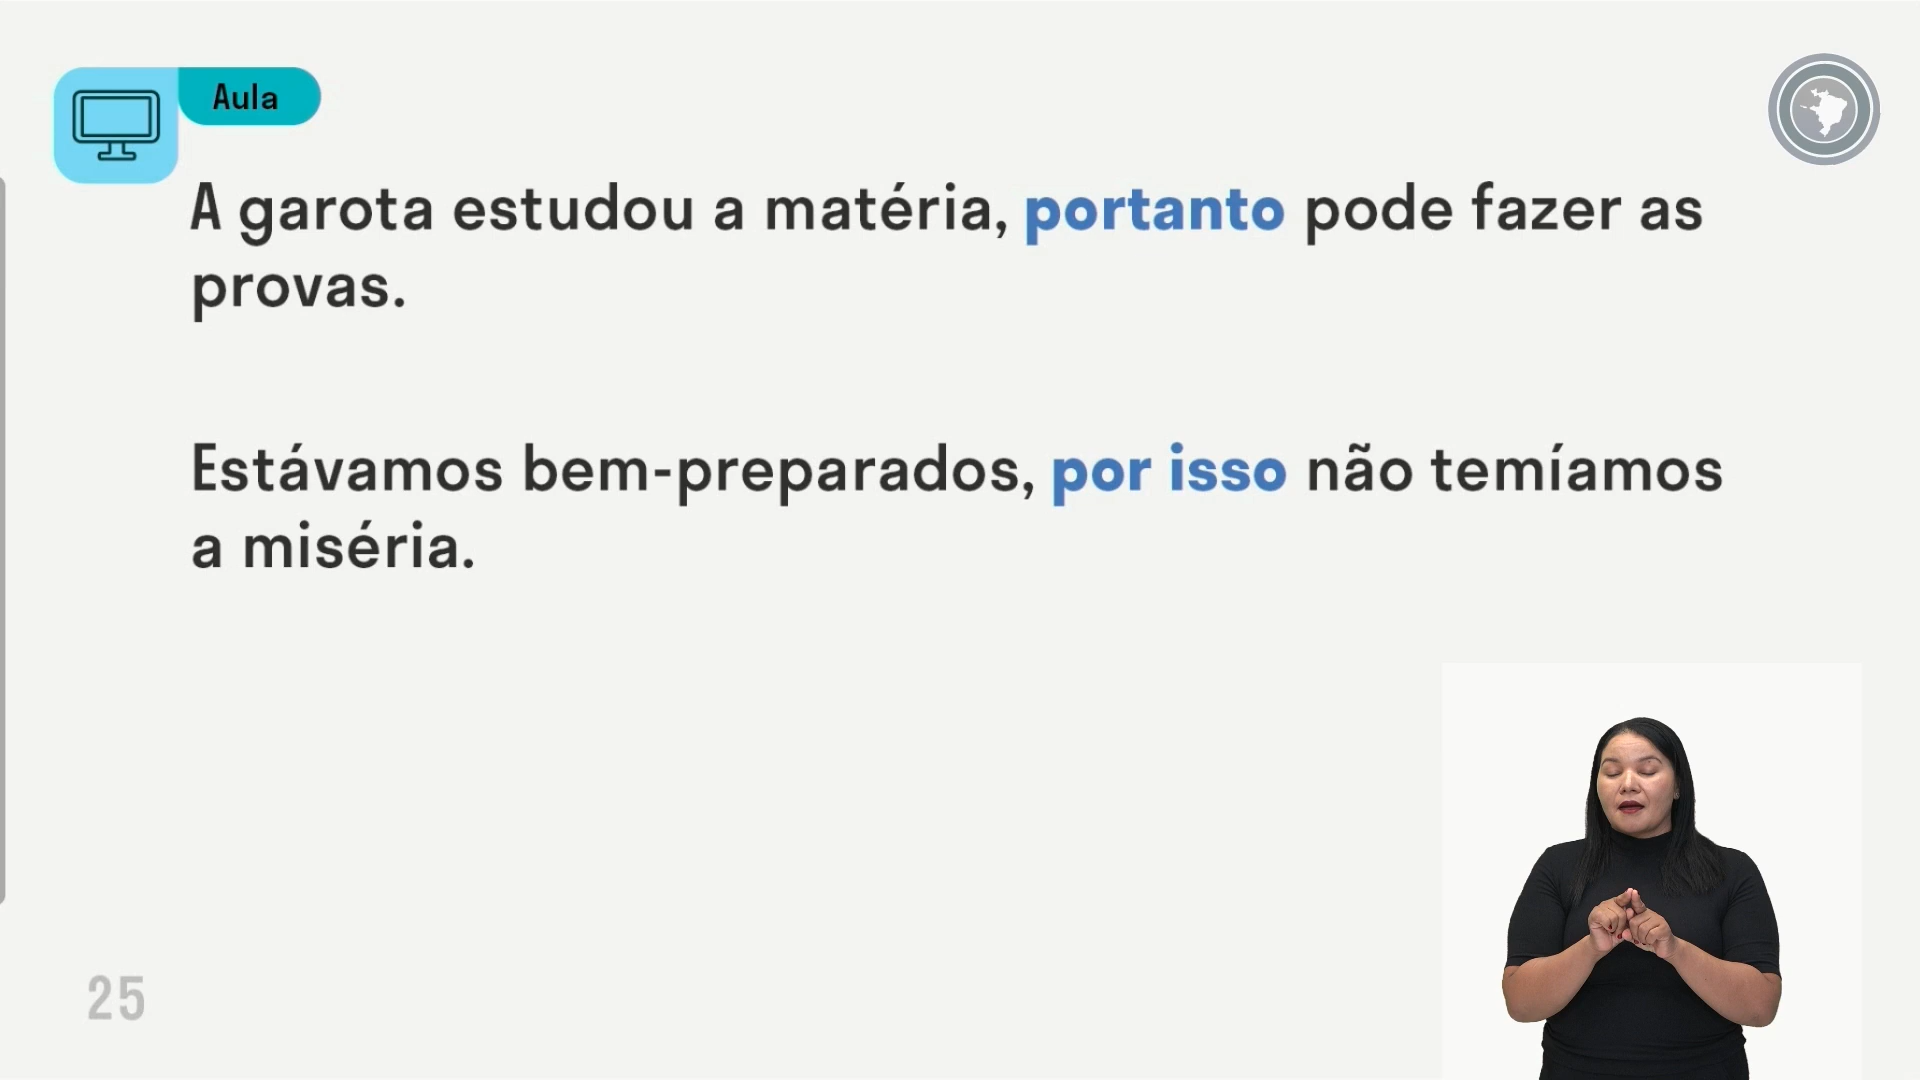 Aula
A garota estudou a matéria, portanto pode fazer as
provas.
Estávamos bem-preparados, por isso não temíamos
a miséria.
25